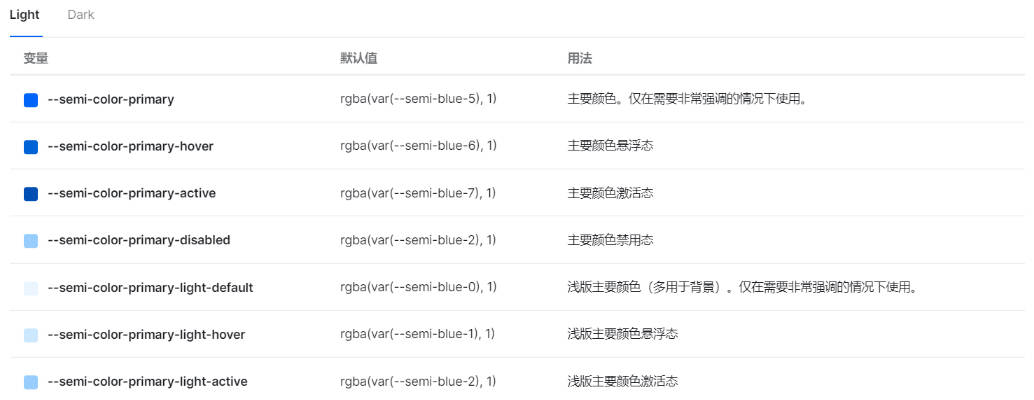 Light Dark
变量 默认值 用法
--semi-color-primary rgba(var(--semi-blue-5), 1) 主要颜色。仅在需要非常强调的情况下使用。
--semi-color-primary-hover rgba(var(--semi-blue-6), 1) 主要颜色悬浮态
--semi-color-primary-active rgba(var(--semi-blue-7), 1) 主要颜色激活态
--semi-color-primary-disabled rgba(var(--semi-blue-2), 1) 主要颜色禁用态
--semi-color-primary-light-default rgba(var(--semi-blue-0), 1) 浅版主要颜色（多用于背景）。仅在需要非常强调的情况下使用。
--semi-color-primary-light-hover rgba(var(--semi-blue-1), 1) 浅版主要颜色悬浮态
--semi-color-primary-light-active rgba(var(--semi-blue-2), 1) 浅版主要颜色激活态